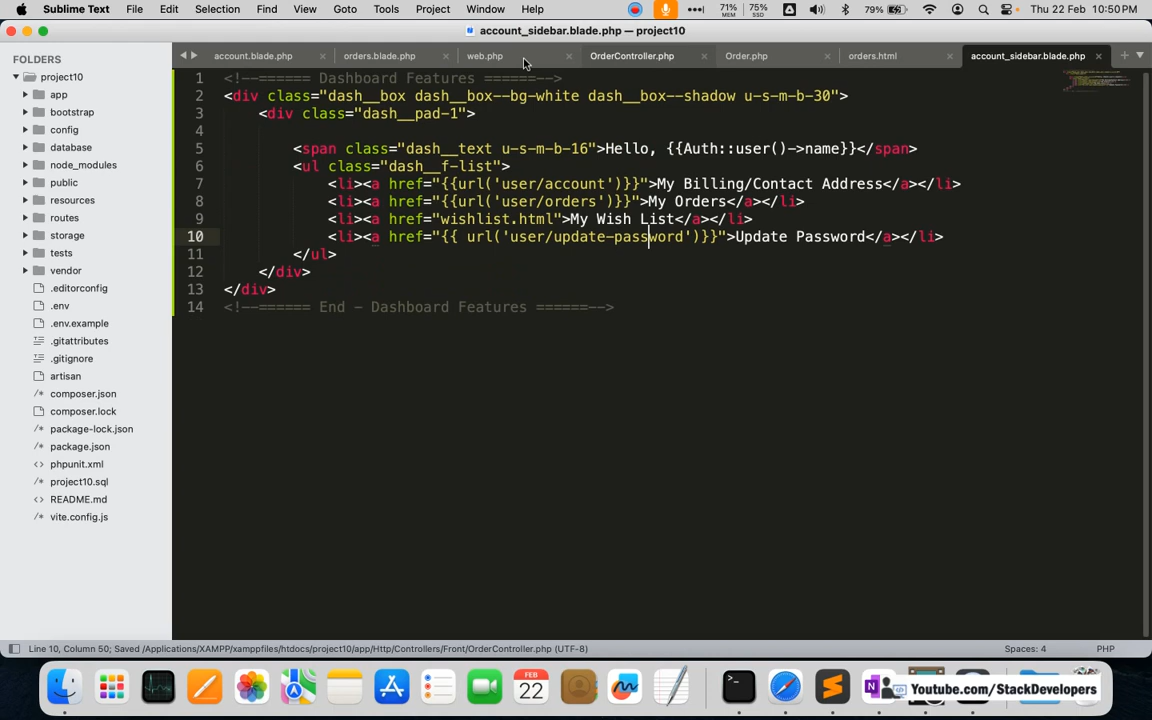 Sublime Text File Edit Selection Find View Goto Tools Project Window Help 71% MEM 75% SSD 79% Thu 22 Feb 10:50 PM
account_sidebar.blade.php — project10
account.blade.php orders.blade.php web.php OrderController.php Order.php orders.html account_sidebar.blade.php
FOLDERS
project10
app
bootstrap
config
database
node_modules
public
resources
routes
storage
tests
vendor
.editorconfig
.env
.env.example
.gitattributes
.gitignore
artisan
composer.json
composer.lock
package-lock.json
package.json
phpunit.xml
project10.sql
README.md
vite.config.js
1 <!--====== Dashboard Features ======-->
2 <div class="dash__box dash__box--bg-white dash__box--shadow u-s-m-b-30">
3 <div class="dash__pad-1">
4
5 <span class="dash__text u-s-m-b-16">Hello, {{Auth::user()->name}}</span>
6 <ul class="dash__f-list">
7 <li><a href="{{url('user/account')}}">My Billing/Contact Address</a></li>
8 <li><a href="{{url('user/orders')}}">My Orders</a></li>
9 <li><a href="wishlist.html">My Wish List</a></li>
10 <li><a href="{{ url('user/update-password')}}">Update Password</a></li>
11 </ul>
12 </div>
13 </div>
14 <!--====== End - Dashboard Features ======-->
Line 10, Column 50; Saved /Applications/XAMPP/xamppfiles/htdocs/project10/app/Http/Controllers/Front/OrderController.php (UTF-8) Spaces: 4 PHP
FEB
22
Youtube.com/StackDevelopers